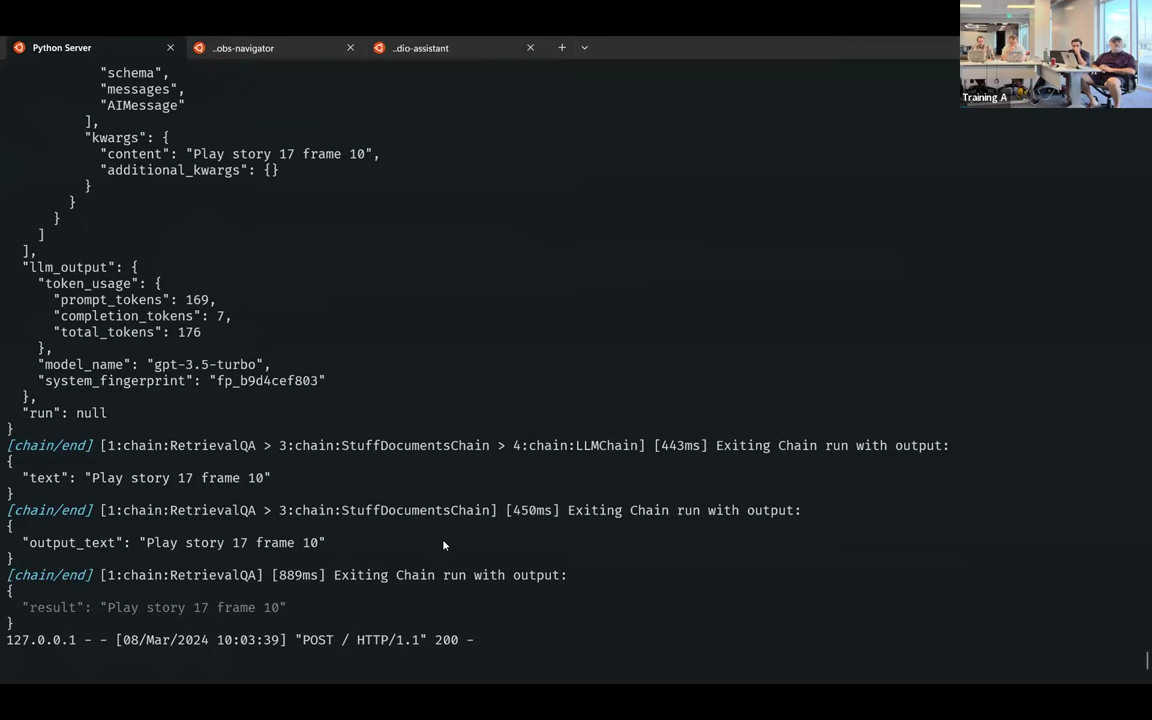 Python Server
..obs-navigator
..dio-assistant
Training A
"schema",
"messages",
"AIMessage"
],
"kwargs": {
"content": "Play story 17 frame 10",
"additional_kwargs": {}
}
}
}
]
],
"llm_output": {
"token_usage": {
"prompt_tokens": 169,
"completion_tokens": 7,
"total_tokens": 176
},
"model_name": "gpt-3.5-turbo",
"system_fingerprint": "fp_b9d4cef803"
},
"run": null
}
[chain/end] [1:chain:RetrievalQA > 3:chain:StuffDocumentsChain > 4:chain:LLMChain] [443ms] Exiting Chain run with output:
{
"text": "Play story 17 frame 10"
}
[chain/end] [1:chain:RetrievalQA > 3:chain:StuffDocumentsChain] [450ms] Exiting Chain run with output:
{
"output_text": "Play story 17 frame 10"
}
[chain/end] [1:chain:RetrievalQA] [889ms] Exiting Chain run with output:
{
"result": "Play story 17 frame 10"
}
127.0.0.1 - - [08/Mar/2024 10:03:39] "POST / HTTP/1.1" 200 -